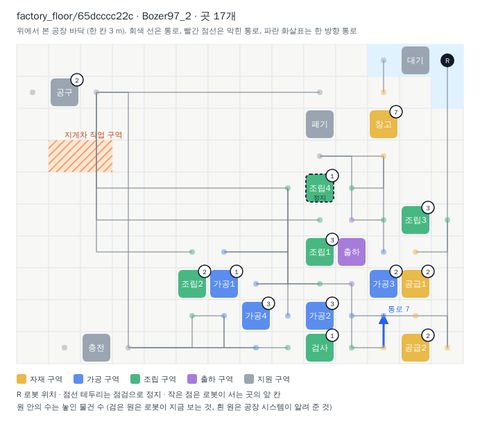 factory_floor/65dcccc22c · Bozer97_2 · 곳 17개
위에서 본 공장 바닥 (한 칸 3 m). 회색 선은 통로, 빨간 점선은 막힌 통로, 파란 화살표는 한 방향 통로
대기
R
공구
2
폐기
창고
7
지게차 작업 구역
조립4
1
정지
조립3
3
조립1
3
출하
조립2
2
가공1
1
가공3
2
공급1
2
가공4
3
가공2
3
통로 7
충전
검사
1
공급2
2
자재 구역
가공 구역
조립 구역
출하 구역
지원 구역
R 로봇 위치 · 점선 테두리는 점검으로 정지 · 작은 점은 로봇이 서는 곳의 앞 칸
원 안의 수는 놓인 물건 수 (검은 원은 로봇이 지금 보는 것, 흰 원은 공장 시스템이 알려 준 것)